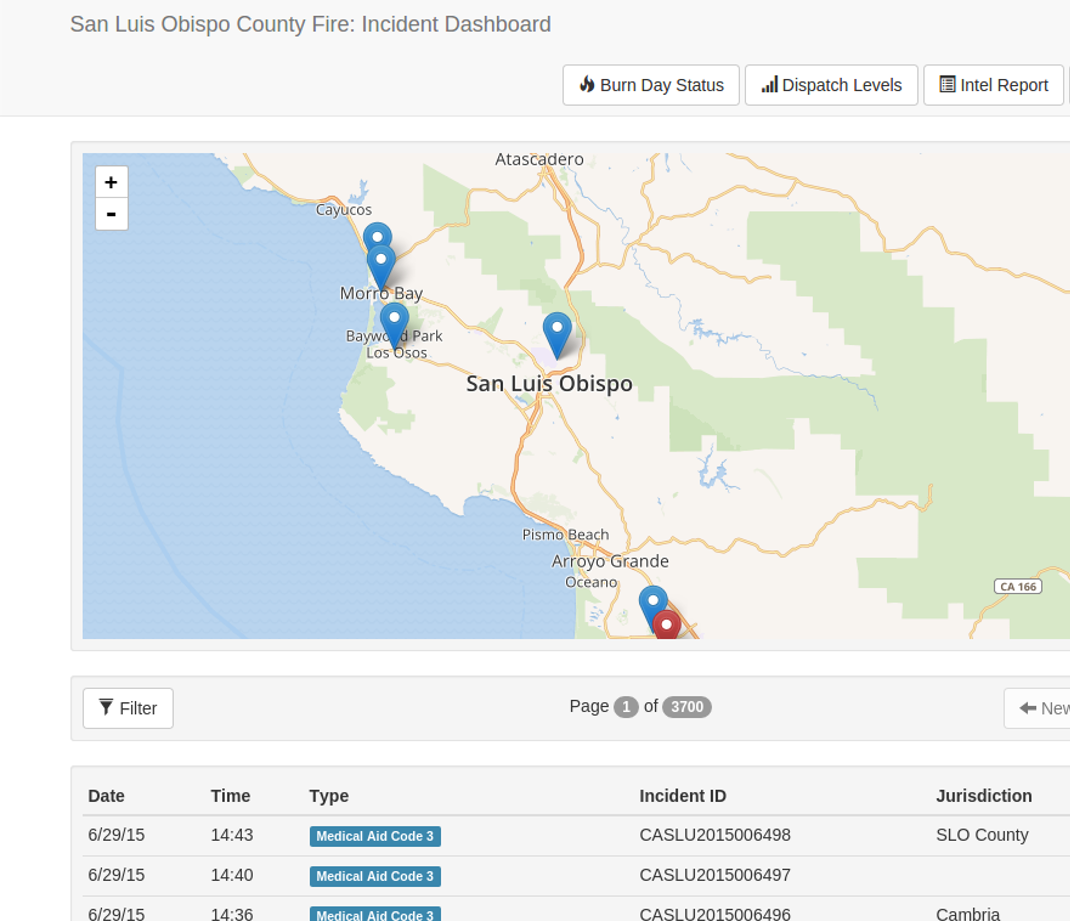 San Luis Obispo County Fire: Incident Dashboard
Burn Day Status Dispatch Levels Intel Report
+
-
Atascadero
Cayucos
Morro Bay
Baywood Park
Los Osos
San Luis Obispo
Pismo Beach
Arroyo Grande
Oceano
CA 166
Filter Page 1 of 3700
Date Time Type Incident ID Jurisdiction
6/29/15 14:43 Medical Aid Code 3 CASLU2015006498 SLO County
6/29/15 14:40 Medical Aid Code 3 CASLU2015006497
6/29/15 14:36 Medical Aid Code 3 CASLU2015006496 Cambria